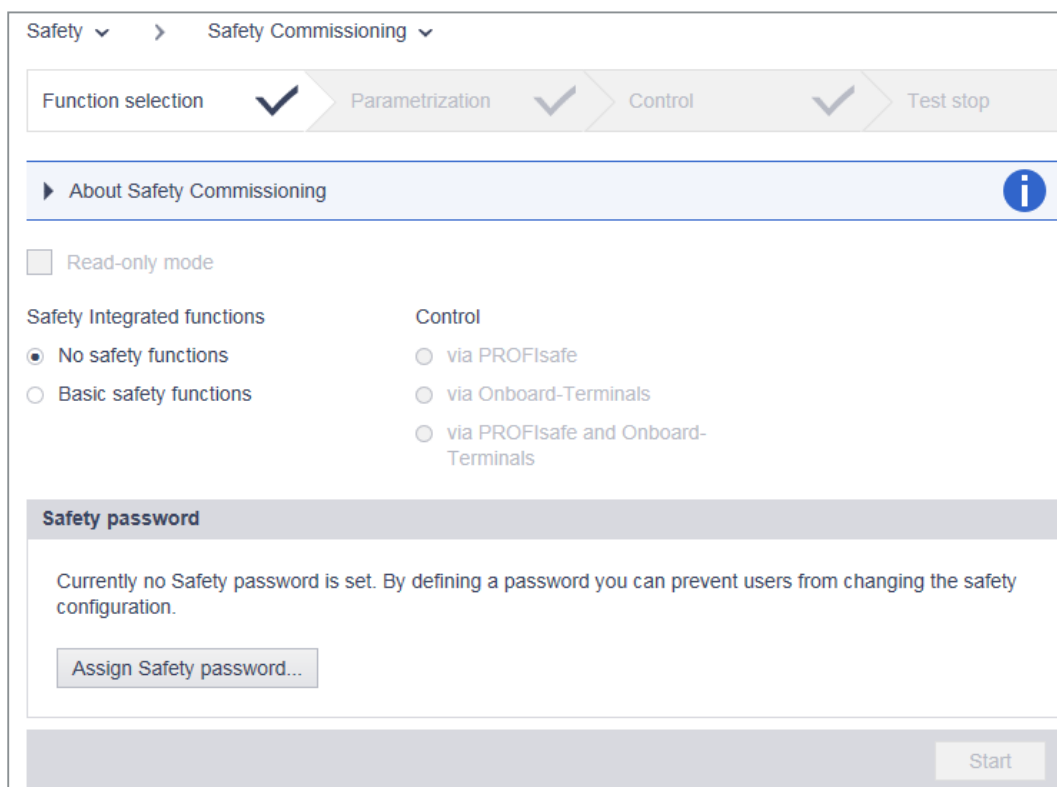 Safety > Safety Commissioning
Function selection Parametrization Control Test stop
About Safety Commissioning
Read-only mode
Safety Integrated functions Control
No safety functions via PROFIsafe
Basic safety functions via Onboard-Terminals
via PROFIsafe and Onboard-
Terminals
Safety password
Currently no Safety password is set. By defining a password you can prevent users from changing the safety
configuration.
Assign Safety password...
Start